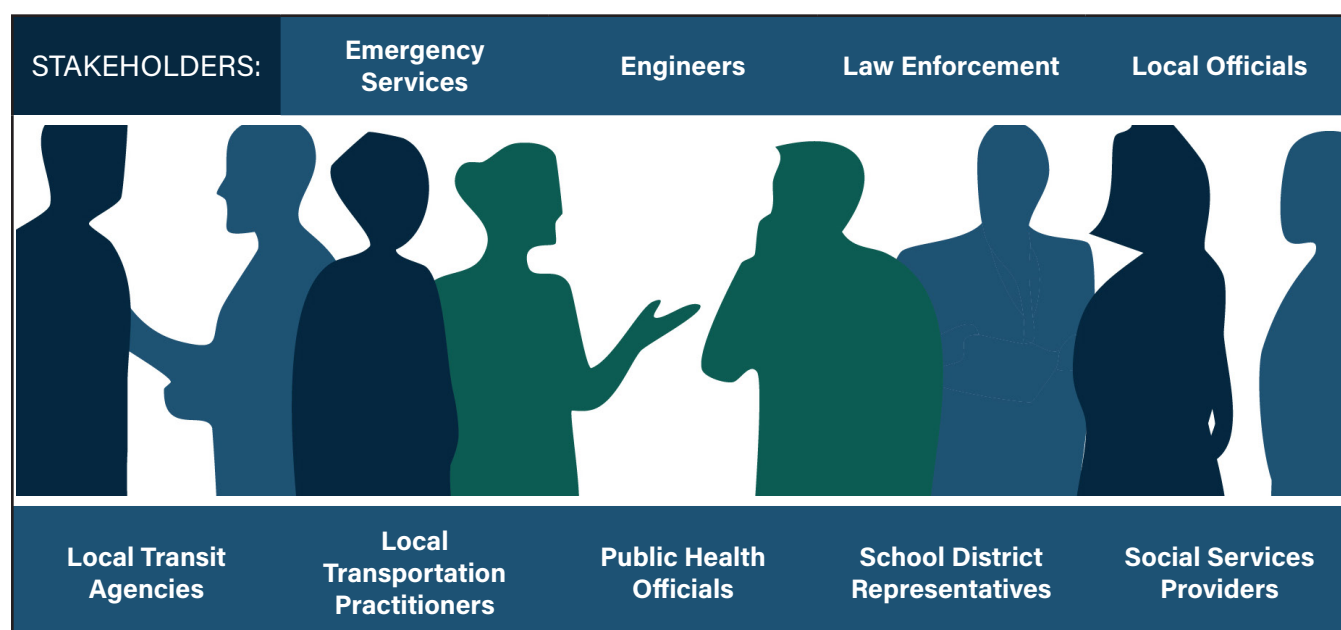 STAKEHOLDERS:
Emergency
Services
Engineers
Law Enforcement
Local Officials
Local Transit
Agencies
Local
Transportation
Practitioners
Public Health
Officials
School District
Representatives
Social Services
Providers